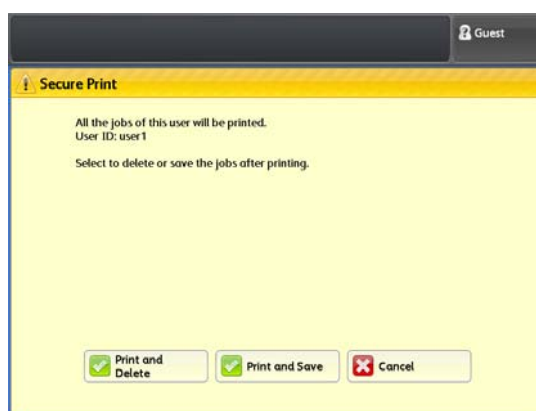 Guest
Secure Print
All the jobs of this user will be printed.
User ID: user1
Select to delete or save the jobs after printing.
Print and
Delete
Print and Save
Cancel